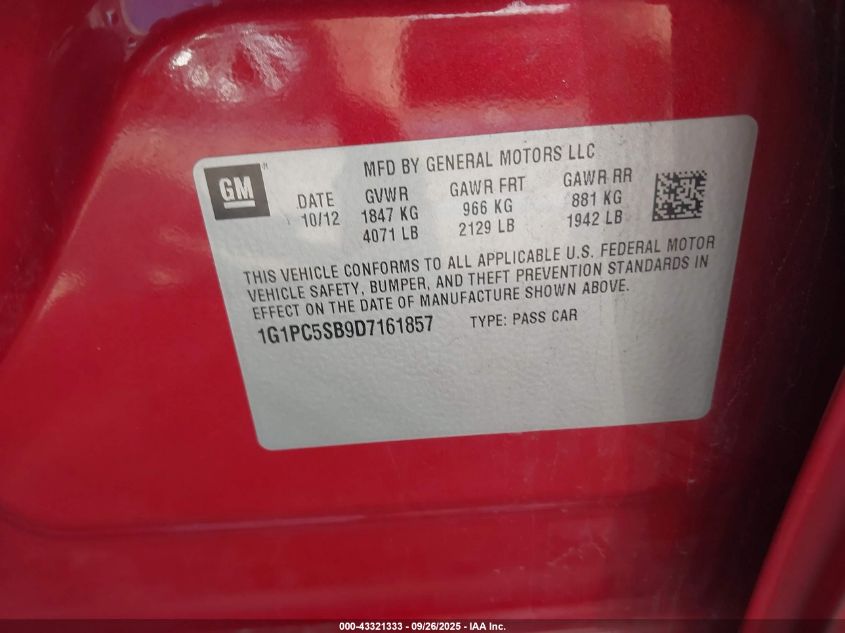 GM
MFD BY GENERAL MOTORS LLC
DATE GVWR GAWR FRT GAWR RR
10/12 1847 KG 966 KG 881 KG
4071 LB 2129 LB 1942 LB
THIS VEHICLE CONFORMS TO ALL APPLICABLE U.S. FEDERAL MOTOR
VEHICLE SAFETY, BUMPER, AND THEFT PREVENTION STANDARDS IN
EFFECT ON THE DATE OF MANUFACTURE SHOWN ABOVE.
1G1PC5SB9D7161857 TYPE: PASS CAR
000-43321333 - 09/26/2025 - IAA Inc.